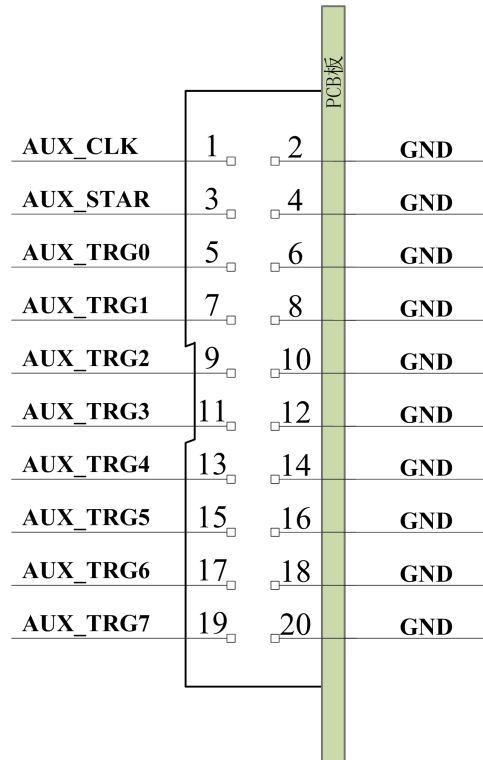 PCB板
AUX_CLK 1 2 GND
AUX_STAR 3 4 GND
AUX_TRG0 5 6 GND
AUX_TRG1 7 8 GND
AUX_TRG2 9 10 GND
AUX_TRG3 11 12 GND
AUX_TRG4 13 14 GND
AUX_TRG5 15 16 GND
AUX_TRG6 17 18 GND
AUX_TRG7 19 20 GND